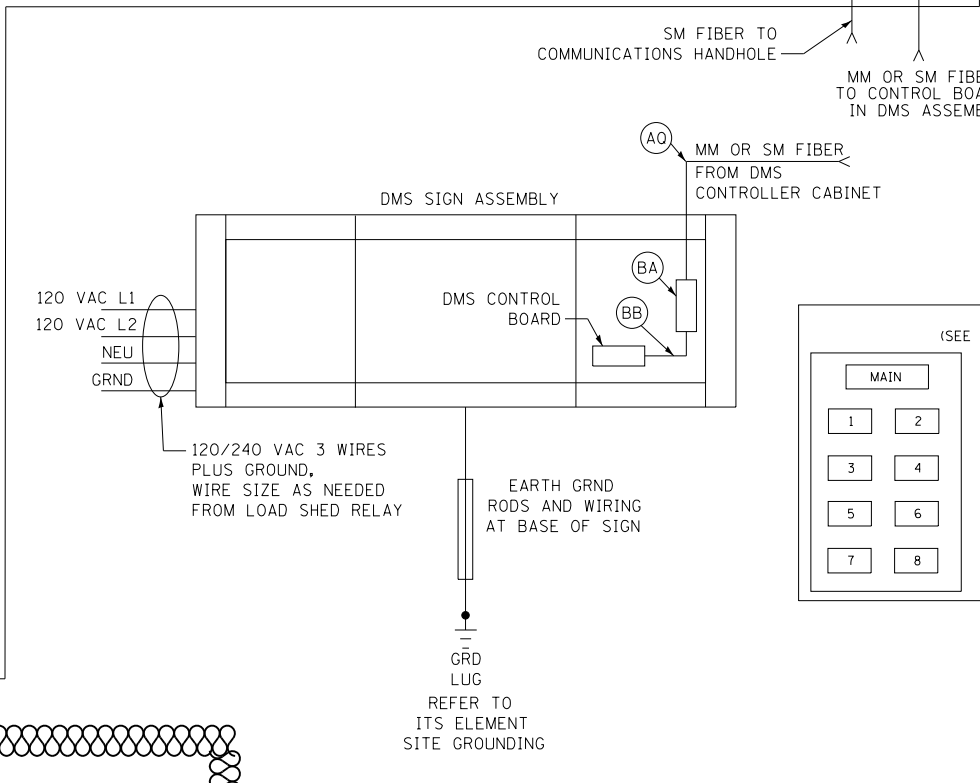 SM FIBER TO
COMMUNICATIONS HANDHOLE
MM OR SM FIBE
TO CONTROL BOA
IN DMS ASSEME
AQ
MM OR SM FIBER
FROM DMS
CONTROLLER CABINET
DMS SIGN ASSEMBLY
BA
DMS CONTROL
BOARD
BB
120 VAC L1
120 VAC L2
NEU
GRND
120/240 VAC 3 WIRES
PLUS GROUND,
WIRE SIZE AS NEEDED
FROM LOAD SHED RELAY
EARTH GRND
RODS AND WIRING
AT BASE OF SIGN
GRD
LUG
REFER TO
ITS ELEMENT
SITE GROUNDING
(SEE
MAIN
1 2
3 4
5 6
7 8